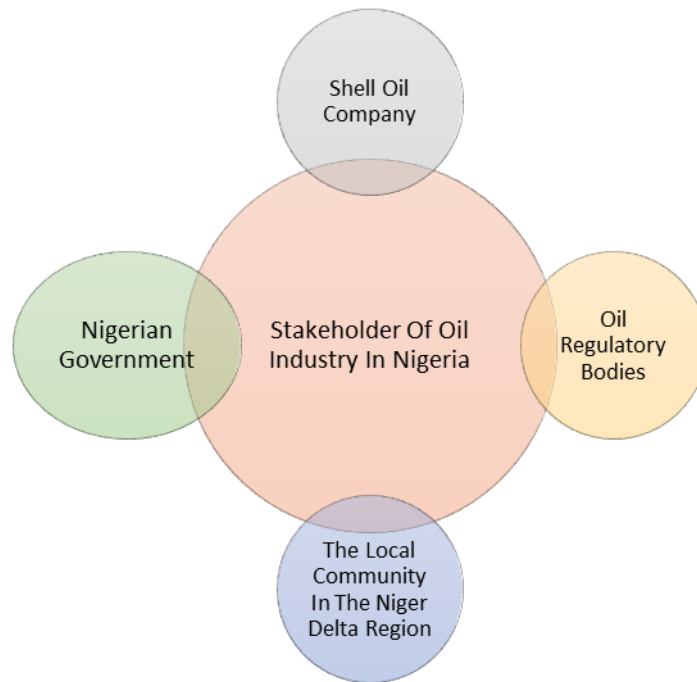 Shell Oil
Company
Nigerian
Government
Stakeholder Of Oil
Industry In Nigeria
Oil
Regulatory
Bodies
The Local
Community
In The Niger
Delta Region